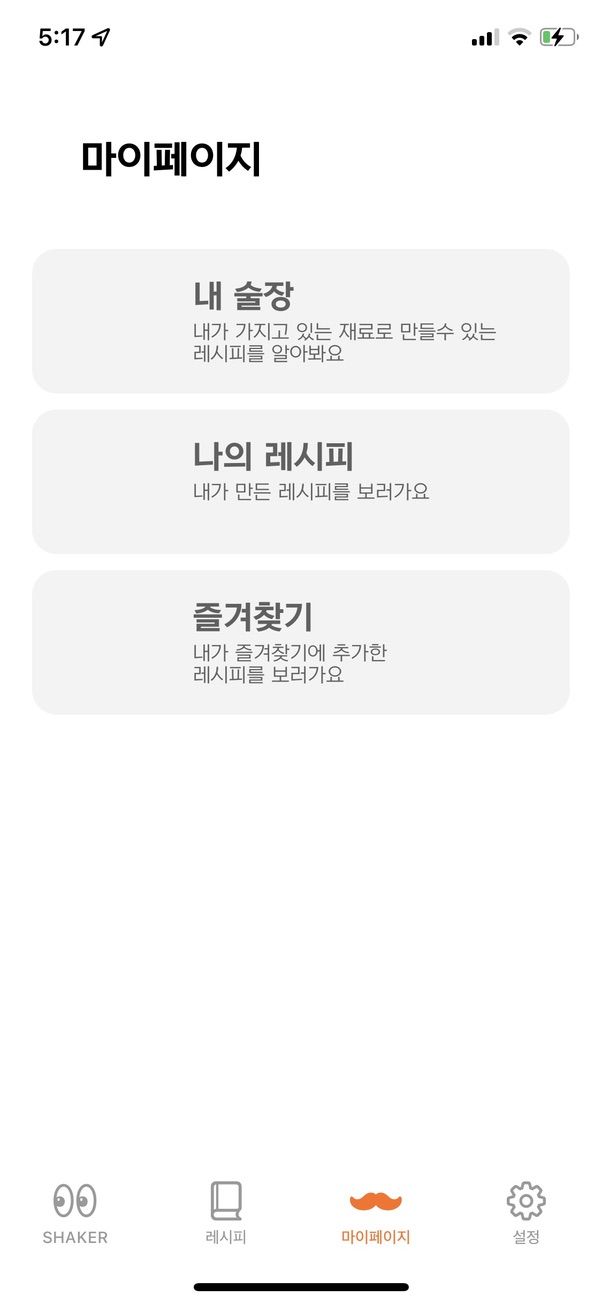 5:17
마이페이지
내 술장
내가 가지고 있는 재료로 만들수 있는
레시피를 알아봐요
나의 레시피
내가 만든 레시피를 보러가요
즐겨찾기
내가 즐겨찾기에 추가한
레시피를 보러가요
SHAKER
레시피
마이페이지
설정